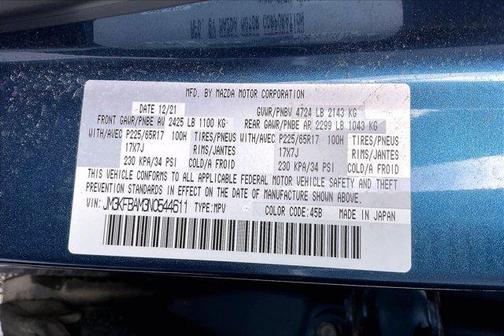 MFD. BY MAZDA MOTOR CORPORATION
DATE 12/21 GVWR/PNBV 4724 LB 2143 KG
FRONT GAWR/PNBE AV 2425 LB 1100 KG REAR GAWR/PNBE AR 2299 LB 1043 KG
WITH/AVEC P225/65R17 100H TIRES/PNEUS WITH/AVEC P225/65R17 100H TIRES/PNEUS
17X7J RIMS/JANTES 17X7J RIMS/JANTES
230 KPA/34 PSI COLD/A FROID 230 KPA/34 PSI COLD/A FROID
THIS VEHICLE CONFORMS TO ALL APPLICABLE FEDERAL MOTOR VEHICLE SAFETY AND THEFT
PREVENTION STANDARDS IN EFFECT ON THE DATE OF MANUFACTURE SHOWN ABOVE.
VIN: JM3KFBAM3N0544611 TYPE: MPV COLOR CODE: 45B MADE IN JAPAN